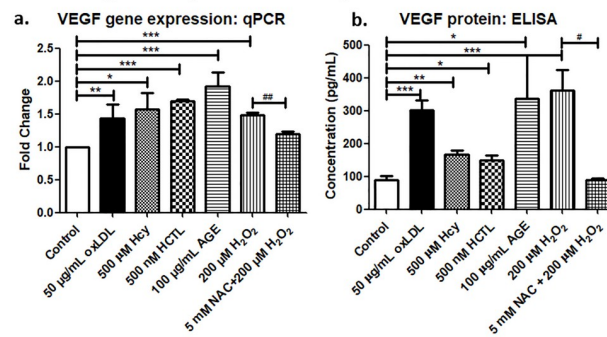 a. VEGF gene expression: qPCR
***
***
***
*
**
##
Fold Change
2.5
2.0
1.5
1.0
0.5
0.0
Control
50 µg/mL oxLDL
500 µM Hcy
500 nM HCTL
100 µg/mL AGE
200 µM H₂O₂
5 mM NAC+200 µM H₂O₂
b. VEGF protein: ELISA
*
#
***
*
**
***
Concentration (pg/mL)
500
400
300
200
100
0
Control
50 µg/mL oxLDL
500 µM Hcy
500 nM HCTL
100 µg/mL AGE
200 µM H₂O₂
5 mM NAC + 200 µM H₂O₂